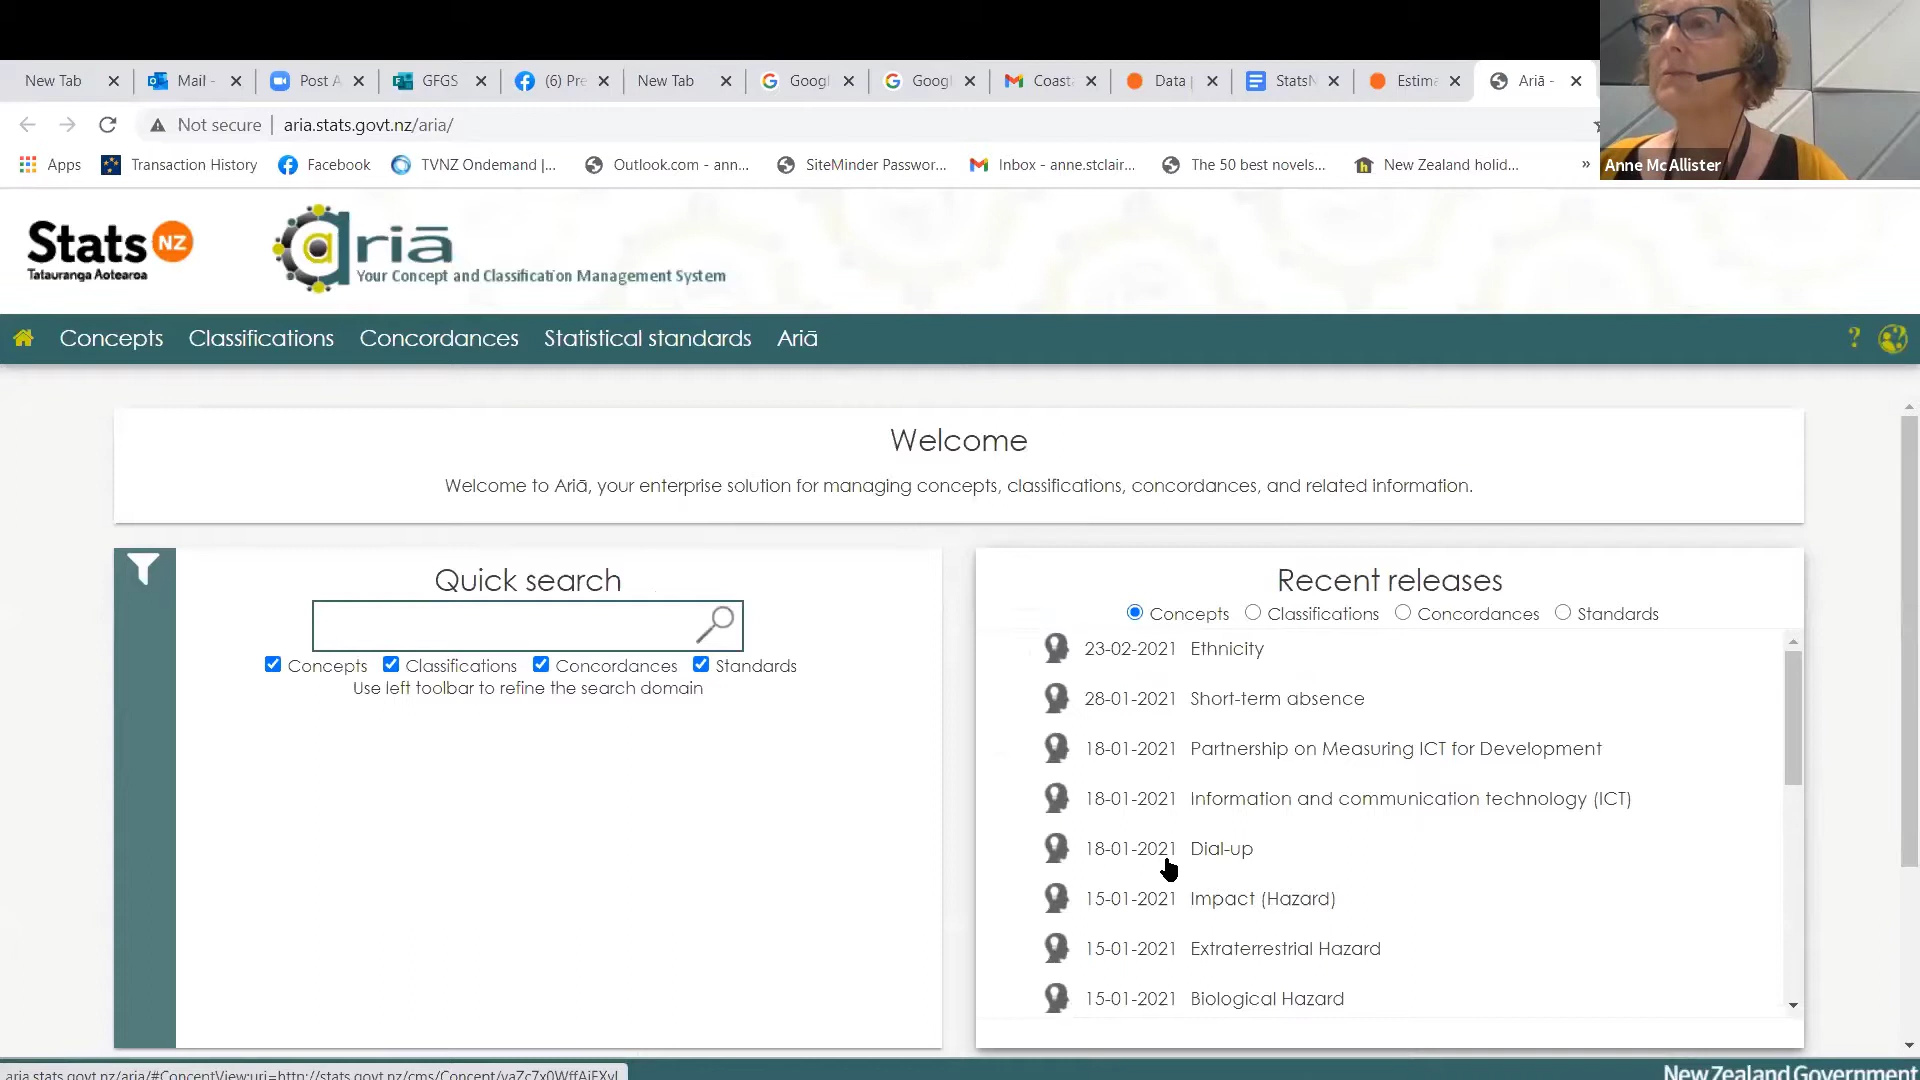 New Tab
Mail -
Post A
GFGS
(6) Pre
New Tab
Googl
Googl
Coast
Data |
StatsN
Estima
Ariā -
Not secure
aria.stats.govt.nz/aria/
Apps
Transaction History
Facebook
TVNZ Ondemand |...
Outlook.com - ann...
SiteMinder Passwor...
Inbox - anne.stclair...
The 50 best novels...
New Zealand holid...
»
Anne McAllister
Stats NZ
Tatauranga Aotearoa
ariā
Your Concept and Classification Management System
Concepts
Classifications
Concordances
Statistical standards
Ariā
?
Welcome
Welcome to Ariā, your enterprise solution for managing concepts, classifications, concordances, and related information.
Quick search
Concepts Classifications Concordances Standards
Use left toolbar to refine the search domain
Recent releases
Concepts Classifications Concordances Standards
23-02-2021 Ethnicity
28-01-2021 Short-term absence
18-01-2021 Partnership on Measuring ICT for Development
18-01-2021 Information and communication technology (ICT)
18-01-2021 Dial-up
15-01-2021 Impact (Hazard)
15-01-2021 Extraterrestrial Hazard
15-01-2021 Biological Hazard
New Zealand Government